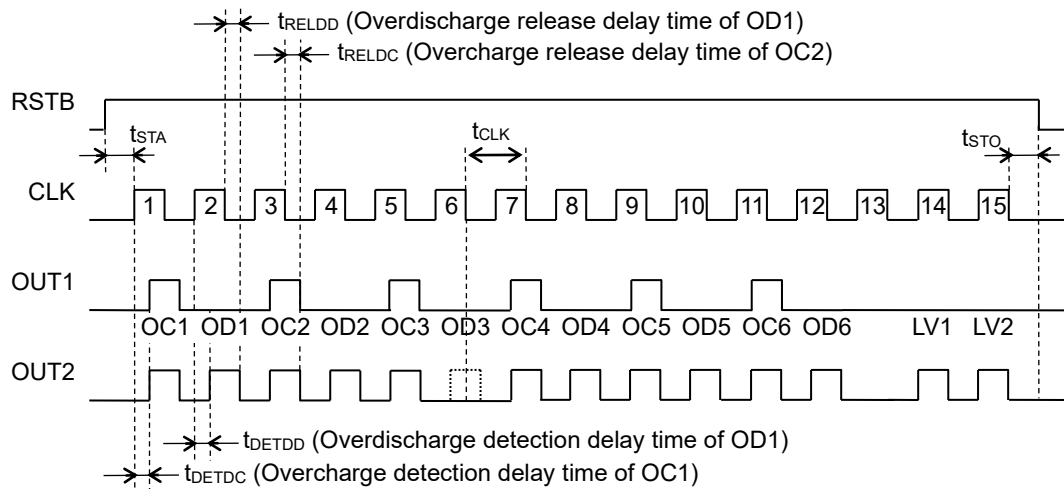 tRELDD (Overdischarge release delay time of OD1)
tRELDC (Overcharge release delay time of OC2)
RSTB
tSTA
tCLK
tSTO
CLK
1 2 3 4 5 6 7 8 9 10 11 12 13 14 15
OUT1
OC1 OD1 OC2 OD2 OC3 OD3 OC4 OD4 OC5 OD5 OC6 OD6 LV1 LV2
OUT2
tDETDD (Overdischarge detection delay time of OD1)
tDETDC (Overcharge detection delay time of OC1)